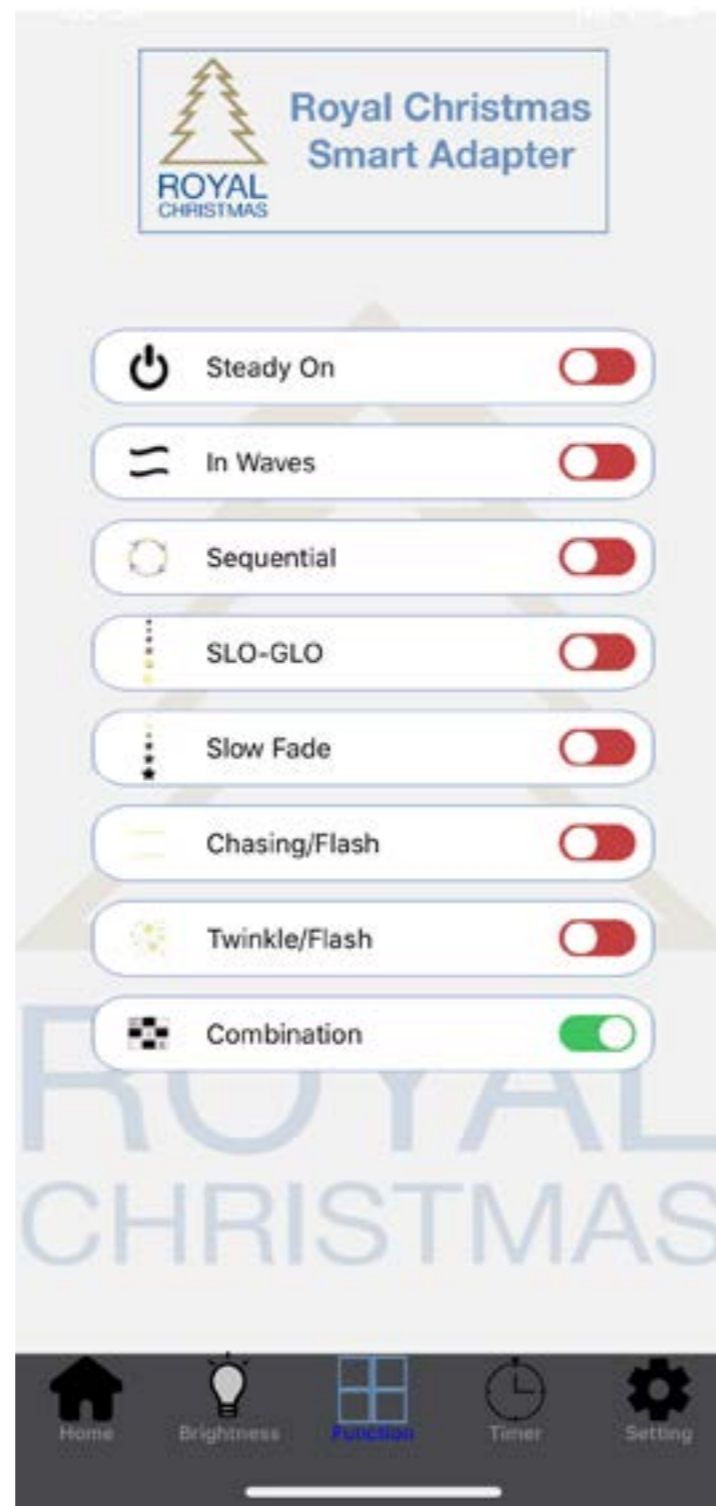 Royal Christmas
Smart Adapter
ROYAL
CHRISTMAS
Steady On
In Waves
Sequential
SLO-GLO
Slow Fade
Chasing/Flash
Twinkle/Flash
Combination
ROYAL
CHRISTMAS
Home
Brightness
Function
Timer
Setting